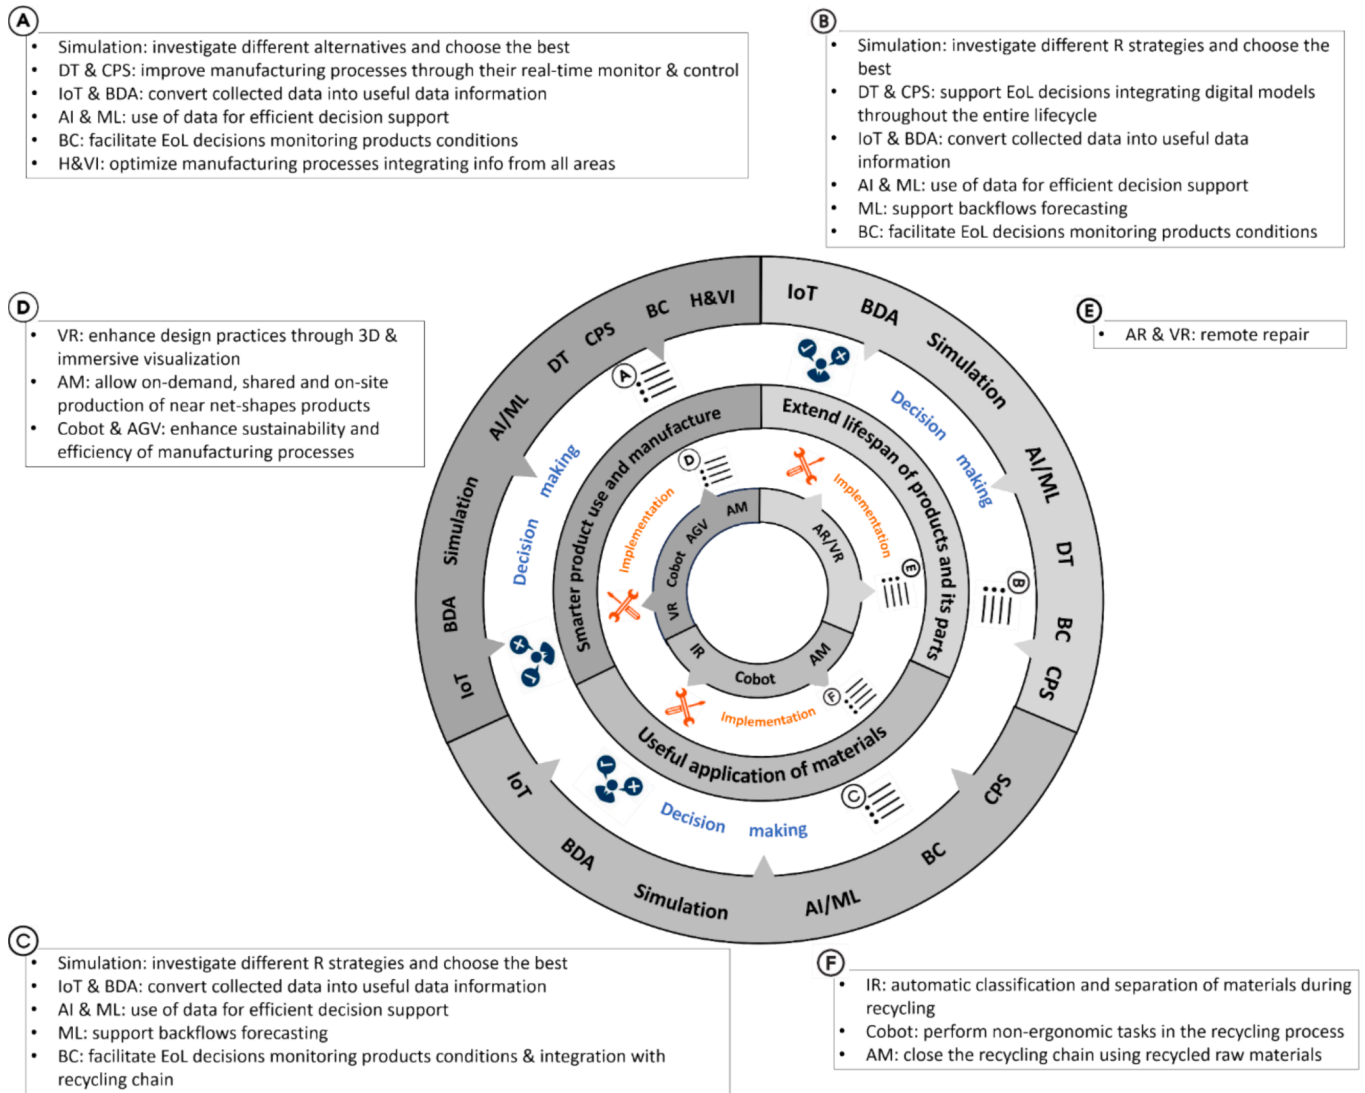 A
• Simulation: investigate different alternatives and choose the best
• DT & CPS: improve manufacturing processes through their real-time monitor & control
• IoT & BDA: convert collected data into useful data information
• AI & ML: use of data for efficient decision support
• BC: facilitate EoL decisions monitoring products conditions
• H&VI: optimize manufacturing processes integrating info from all areas
B
• Simulation: investigate different R strategies and choose the
best
• DT & CPS: support EoL decisions integrating digital models
throughout the entire lifecycle
• IoT & BDA: convert collected data into useful data
information
• AI & ML: use of data for efficient decision support
• ML: support backflows forecasting
• BC: facilitate EoL decisions monitoring products conditions
D
• VR: enhance design practices through 3D &
immersive visualization
• AM: allow on-demand, shared and on-site
production of near net-shapes products
• Cobot & AGV: enhance sustainability and
efficiency of manufacturing processes
E
• AR & VR: remote repair
IoT
BDA
Simulation
AI/ML
DT
CPS
BC
H&VI
IoT
BDA
Simulation
AI/ML
DT
BC
CPS
IoT
BDA
Simulation
AI/ML
BC
CPS
A
Decision making
Decision making
B
Decision making
C
Smarter product use and manufacture
Extend lifespan of products and its parts
Useful application of materials
D
Implementation
Implementation
E
Implementation
F
VR
Cobot
AGV
AM
AR/VR
IR
Cobot
AM
C
• Simulation: investigate different R strategies and choose the best
• IoT & BDA: convert collected data into useful data information
• AI & ML: use of data for efficient decision support
• ML: support backflows forecasting
• BC: facilitate EoL decisions monitoring products conditions & integration with
recycling chain
F
• IR: automatic classification and separation of materials during
recycling
• Cobot: perform non-ergonomic tasks in the recycling process
• AM: close the recycling chain using recycled raw materials